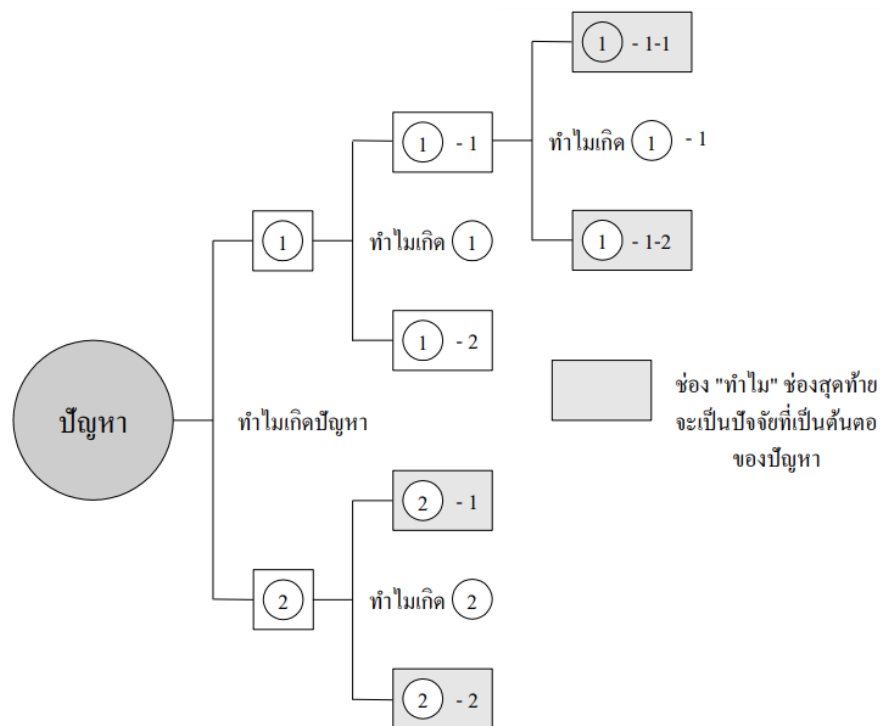 ① - 1-1
① - 1
ทำไมเกิด ① - 1
①
ทำไมเกิด ①
① - 1-2
① - 2
ปัญหา
ทำไมเกิดปัญหา
ช่อง "ทำไม" ช่องสุดท้าย
จะเป็นปัจจัยที่เป็นต้นตอ
ของปัญหา
② - 1
②
ทำไมเกิด ②
② - 2